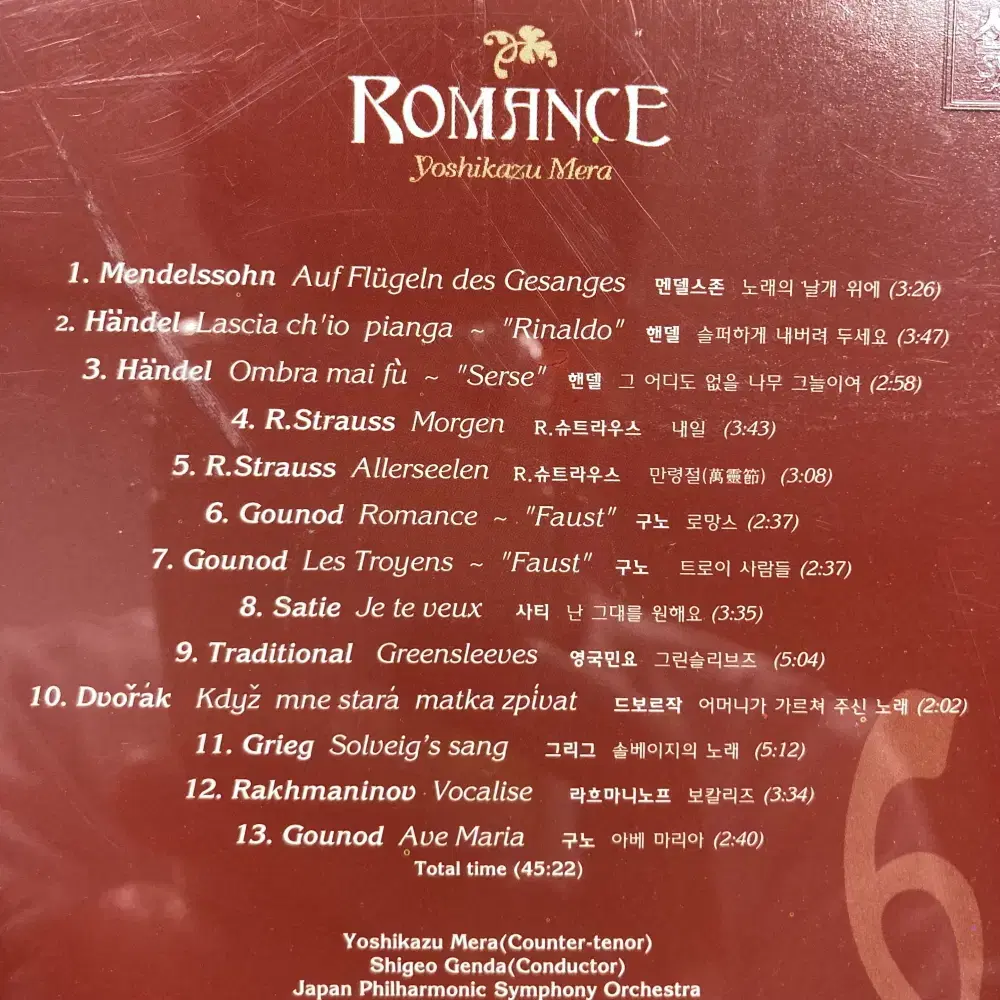 ROMANCE
Yoshikazu Mera
1. Mendelssohn Auf Flügeln des Gesanges 멘델스존 노래의 날개 위에 (3:26)
2. Händel Lascia ch'io pianga ~ "Rinaldo" 헨델 슬퍼하게 내버려 두세요 (3:47)
3. Händel Ombra mai fù ~ "Serse" 헨델 그 어디도 없을 나무 그늘이여 (2:58)
4. R.Strauss Morgen R.슈트라우스 내일 (3:43)
5. R.Strauss Allerseelen R.슈트라우스 만령절(萬靈節) (3:08)
6. Gounod Romance ~ "Faust" 구노 로망스 (2:37)
7. Gounod Les Troyens ~ "Faust" 구노 트로이 사람들 (2:37)
8. Satie Je te veux 사티 난 그대를 원해요 (3:35)
9. Traditional Greensleeves 영국민요 그린슬리브즈 (5:04)
10. Dvořák Když mne stará matka zpívat 드보르작 어머니가 가르쳐 주신 노래 (2:02)
11. Grieg Solveig's sang 그리그 솔베이지의 노래 (5:12)
12. Rakhmaninov Vocalise 라흐마니노프 보칼리즈 (3:34)
13. Gounod Ave Maria 구노 아베 마리아 (2:40)
Total time (45:22)
Yoshikazu Mera(Counter-tenor)
Shigeo Genda(Conductor)
Japan Philharmonic Symphony Orchestra